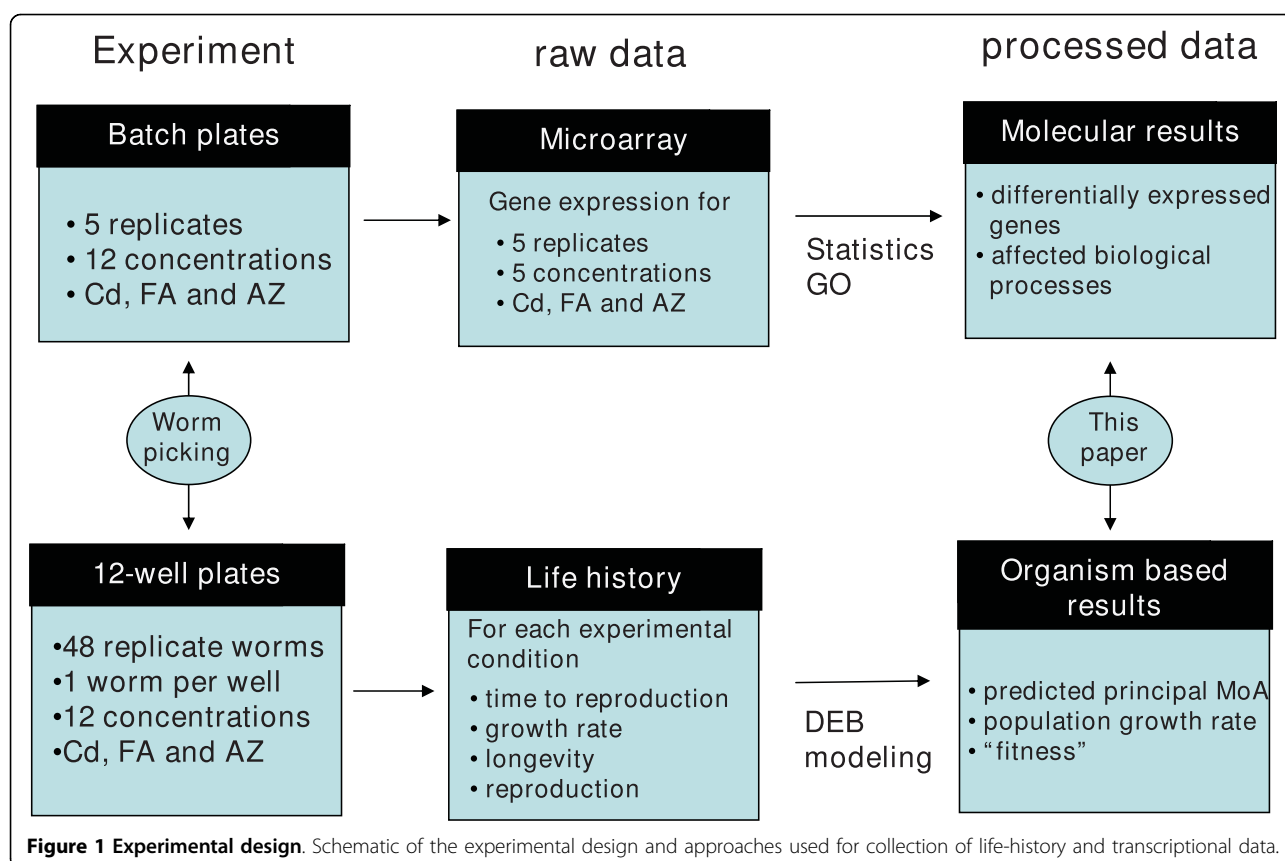 Experiment
raw data
processed data
Batch plates
• 5 replicates
• 12 concentrations
• Cd, FA and AZ
Microarray
Gene expression for
• 5 replicates
• 5 concentrations
• Cd, FA and AZ
Statistics
GO
Molecular results
• differentially expressed
genes
• affected biological
processes
Worm
picking
This
paper
12-well plates
•48 replicate worms
•1 worm per well
•12 concentrations
•Cd, FA and AZ
Life history
For each experimental
condition
• time to reproduction
• growth rate
• longevity
• reproduction
DEB
modeling
Organism based
results
• predicted principal MoA
• population growth rate
• “fitness”
Figure 1 Experimental design. Schematic of the experimental design and approaches used for collection of life-history and transcriptional data.